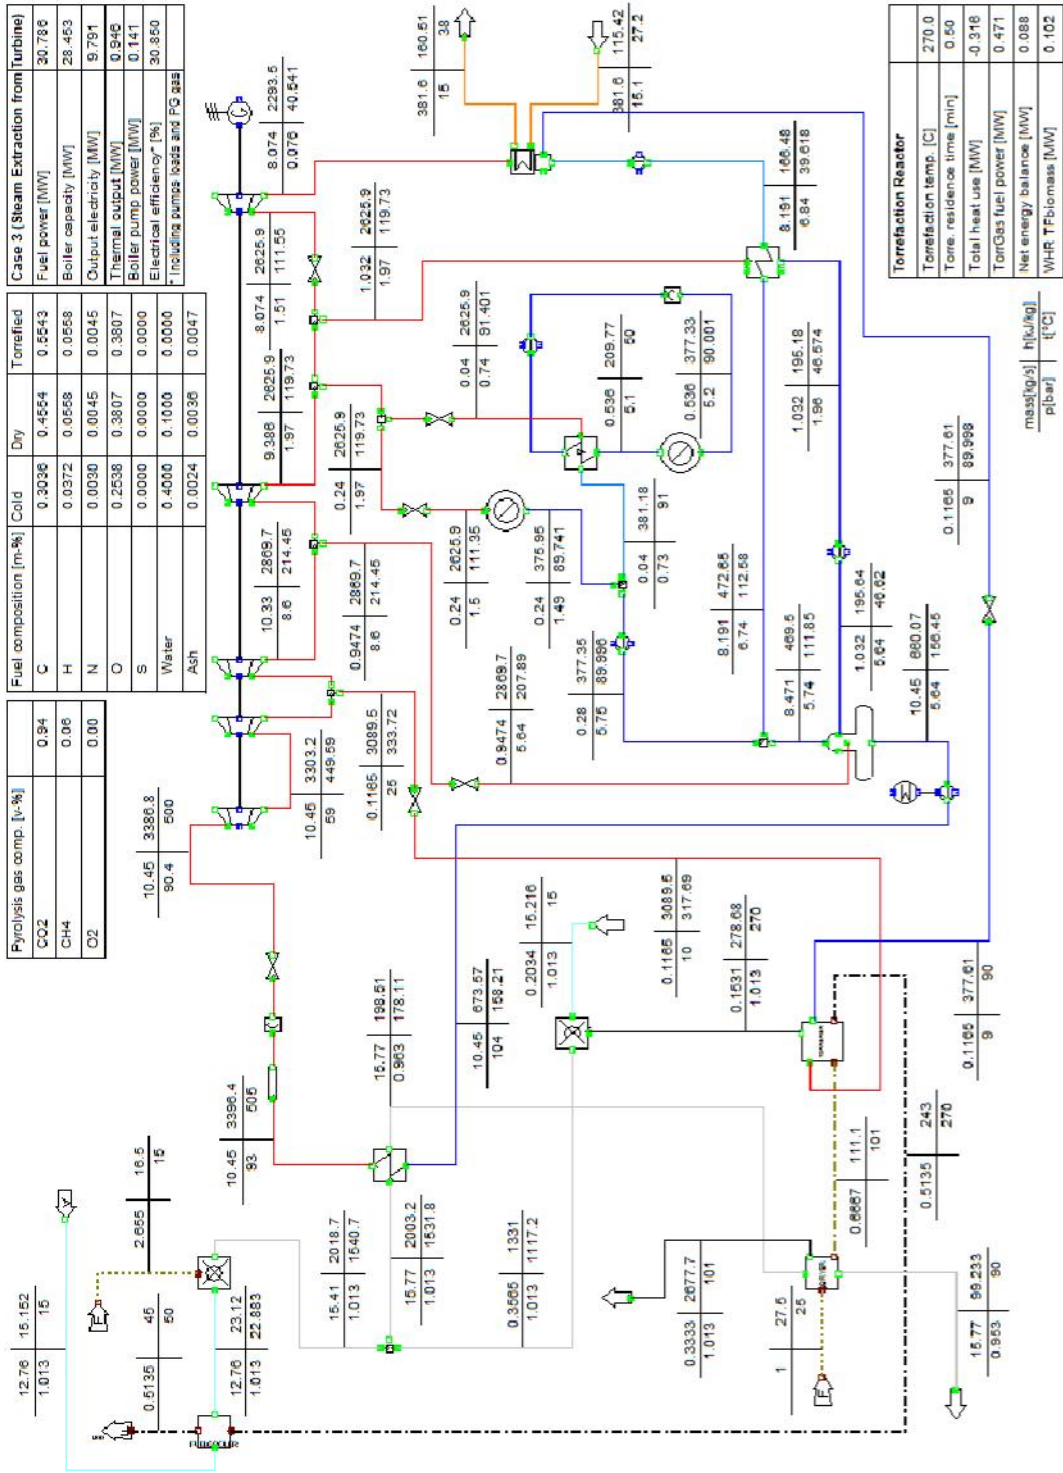 Pyrolysis gas comp. [v-%]
CO2 0.94
CH4 0.06
O2 0.00
Fuel composition [m-%] Cold Dry Torrefied
C 0.3036 0.4554 0.5543
H 0.0372 0.0558 0.0558
N 0.0030 0.0045 0.0045
O 0.2538 0.3807 0.3807
S 0.0000 0.0000 0.0000
Water 0.4000 0.1000 0.0000
Ash 0.0024 0.0036 0.0047
Case 3 (Steam Extraction from Turbine)
Fuel power [MW] 30.786
Boiler capacity [MW] 28.453
Output electricity [MW] 9.791
Thermal output [MW] 0.946
Boiler pump power [MW] 0.141
Electrical efficiency* [%] 30.850
* Including pumps loads and PG gas
12.76 15.152
1.013 15
2.655 16.5
15
0.5135 45
50
12.76 23.12
1.013 22.883
10.45 3396.4
93 505
10.45 3386.8
90.4 500
10.45 3303.2
59 449.59
0.1165 3089.5
25 333.72
10.33 2869.7
8.6 214.45
0.9474 2869.7
8.6 214.45
9.386 2625.9
1.97 119.73
8.074 2625.9
1.51 111.55
8.074 2293.5
0.076 40.541
1.032 2625.9
1.97 119.73
0.24 2625.9
1.97 119.73
0.04 2625.9
0.74 91.401
0.24 2625.9
1.5 111.35
0.24 375.95
1.49 89.741
0.536 209.77
5.1 50
0.536 377.33
5.2 90.001
0.04 381.18
0.73 91
0.28 377.35
5.75 89.996
0.9474 2869.7
5.64 207.89
8.191 472.65
6.74 112.58
8.471 469.5
5.74 111.85
1.032 195.18
1.96 46.574
1.032 195.64
5.64 46.62
10.45 660.07
5.64 156.45
8.191 166.48
6.84 39.618
381.6 160.51
15 38
381.6 115.42
15.1 27.2
15.41 2018.7
1.013 1540.7
15.77 2003.2
1.013 1531.8
0.3565 1331
1.013 1117.2
15.77 198.51
0.963 178.11
10.45 673.57
104 158.21
0.2034 15.216
1.013 15
0.1165 3089.5
10 317.69
0.1531 278.68
1.013 270
0.1165 377.61
9 90
0.1165 377.61
9 89.998
0.3333 2677.7
1.013 101
1 27.5
25
0.6667 111.1
101
0.5135 243
270
15.77 99.233
0.953 90
G
F
F
mass[kg/s] h[kJ/kg]
p[bar] t[°C]
Torrefaction Reactor
Torrefaction temp. [C] 270.0
Torre. residence time [min] 0.50
Total heat use [MW] -0.316
TorrGas fuel power [MW] 0.471
Net energy balance [MW] 0.088
WHR TFbiomass [MW] 0.102